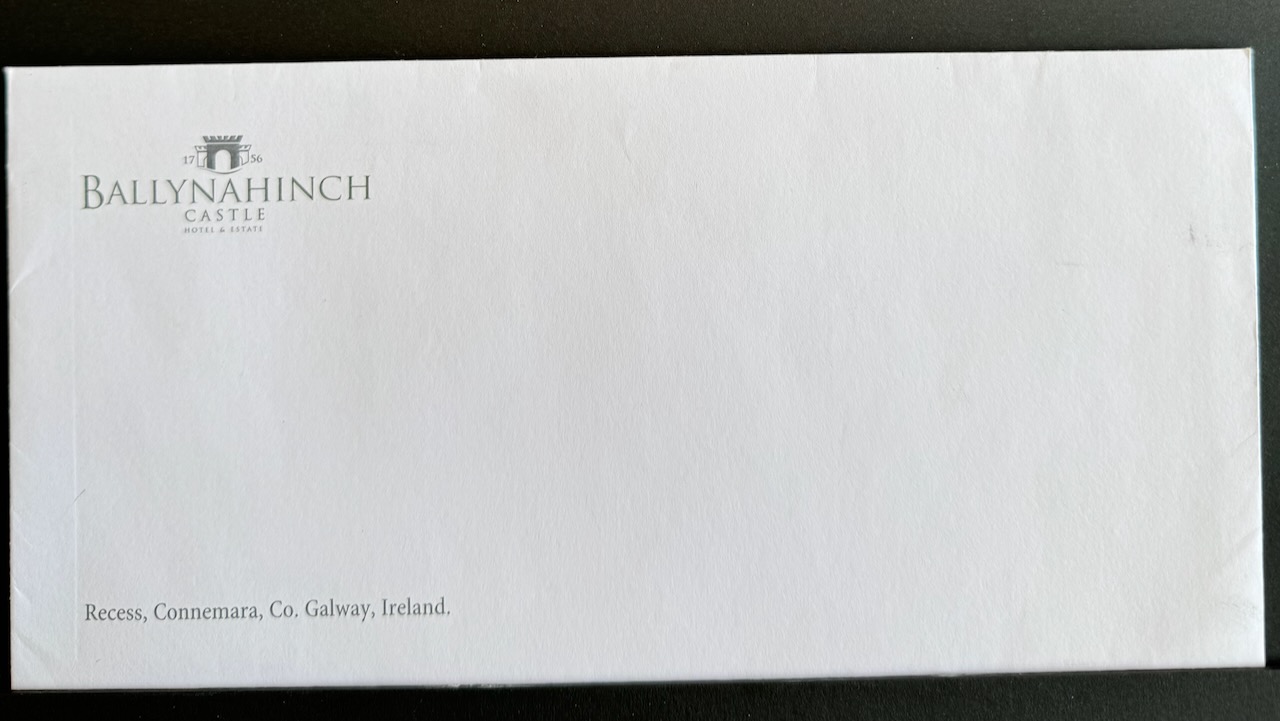 17 56
BALLYNAHINCH
CASTLE
HOTEL & ESTATE
Recess, Connemara, Co. Galway, Ireland.